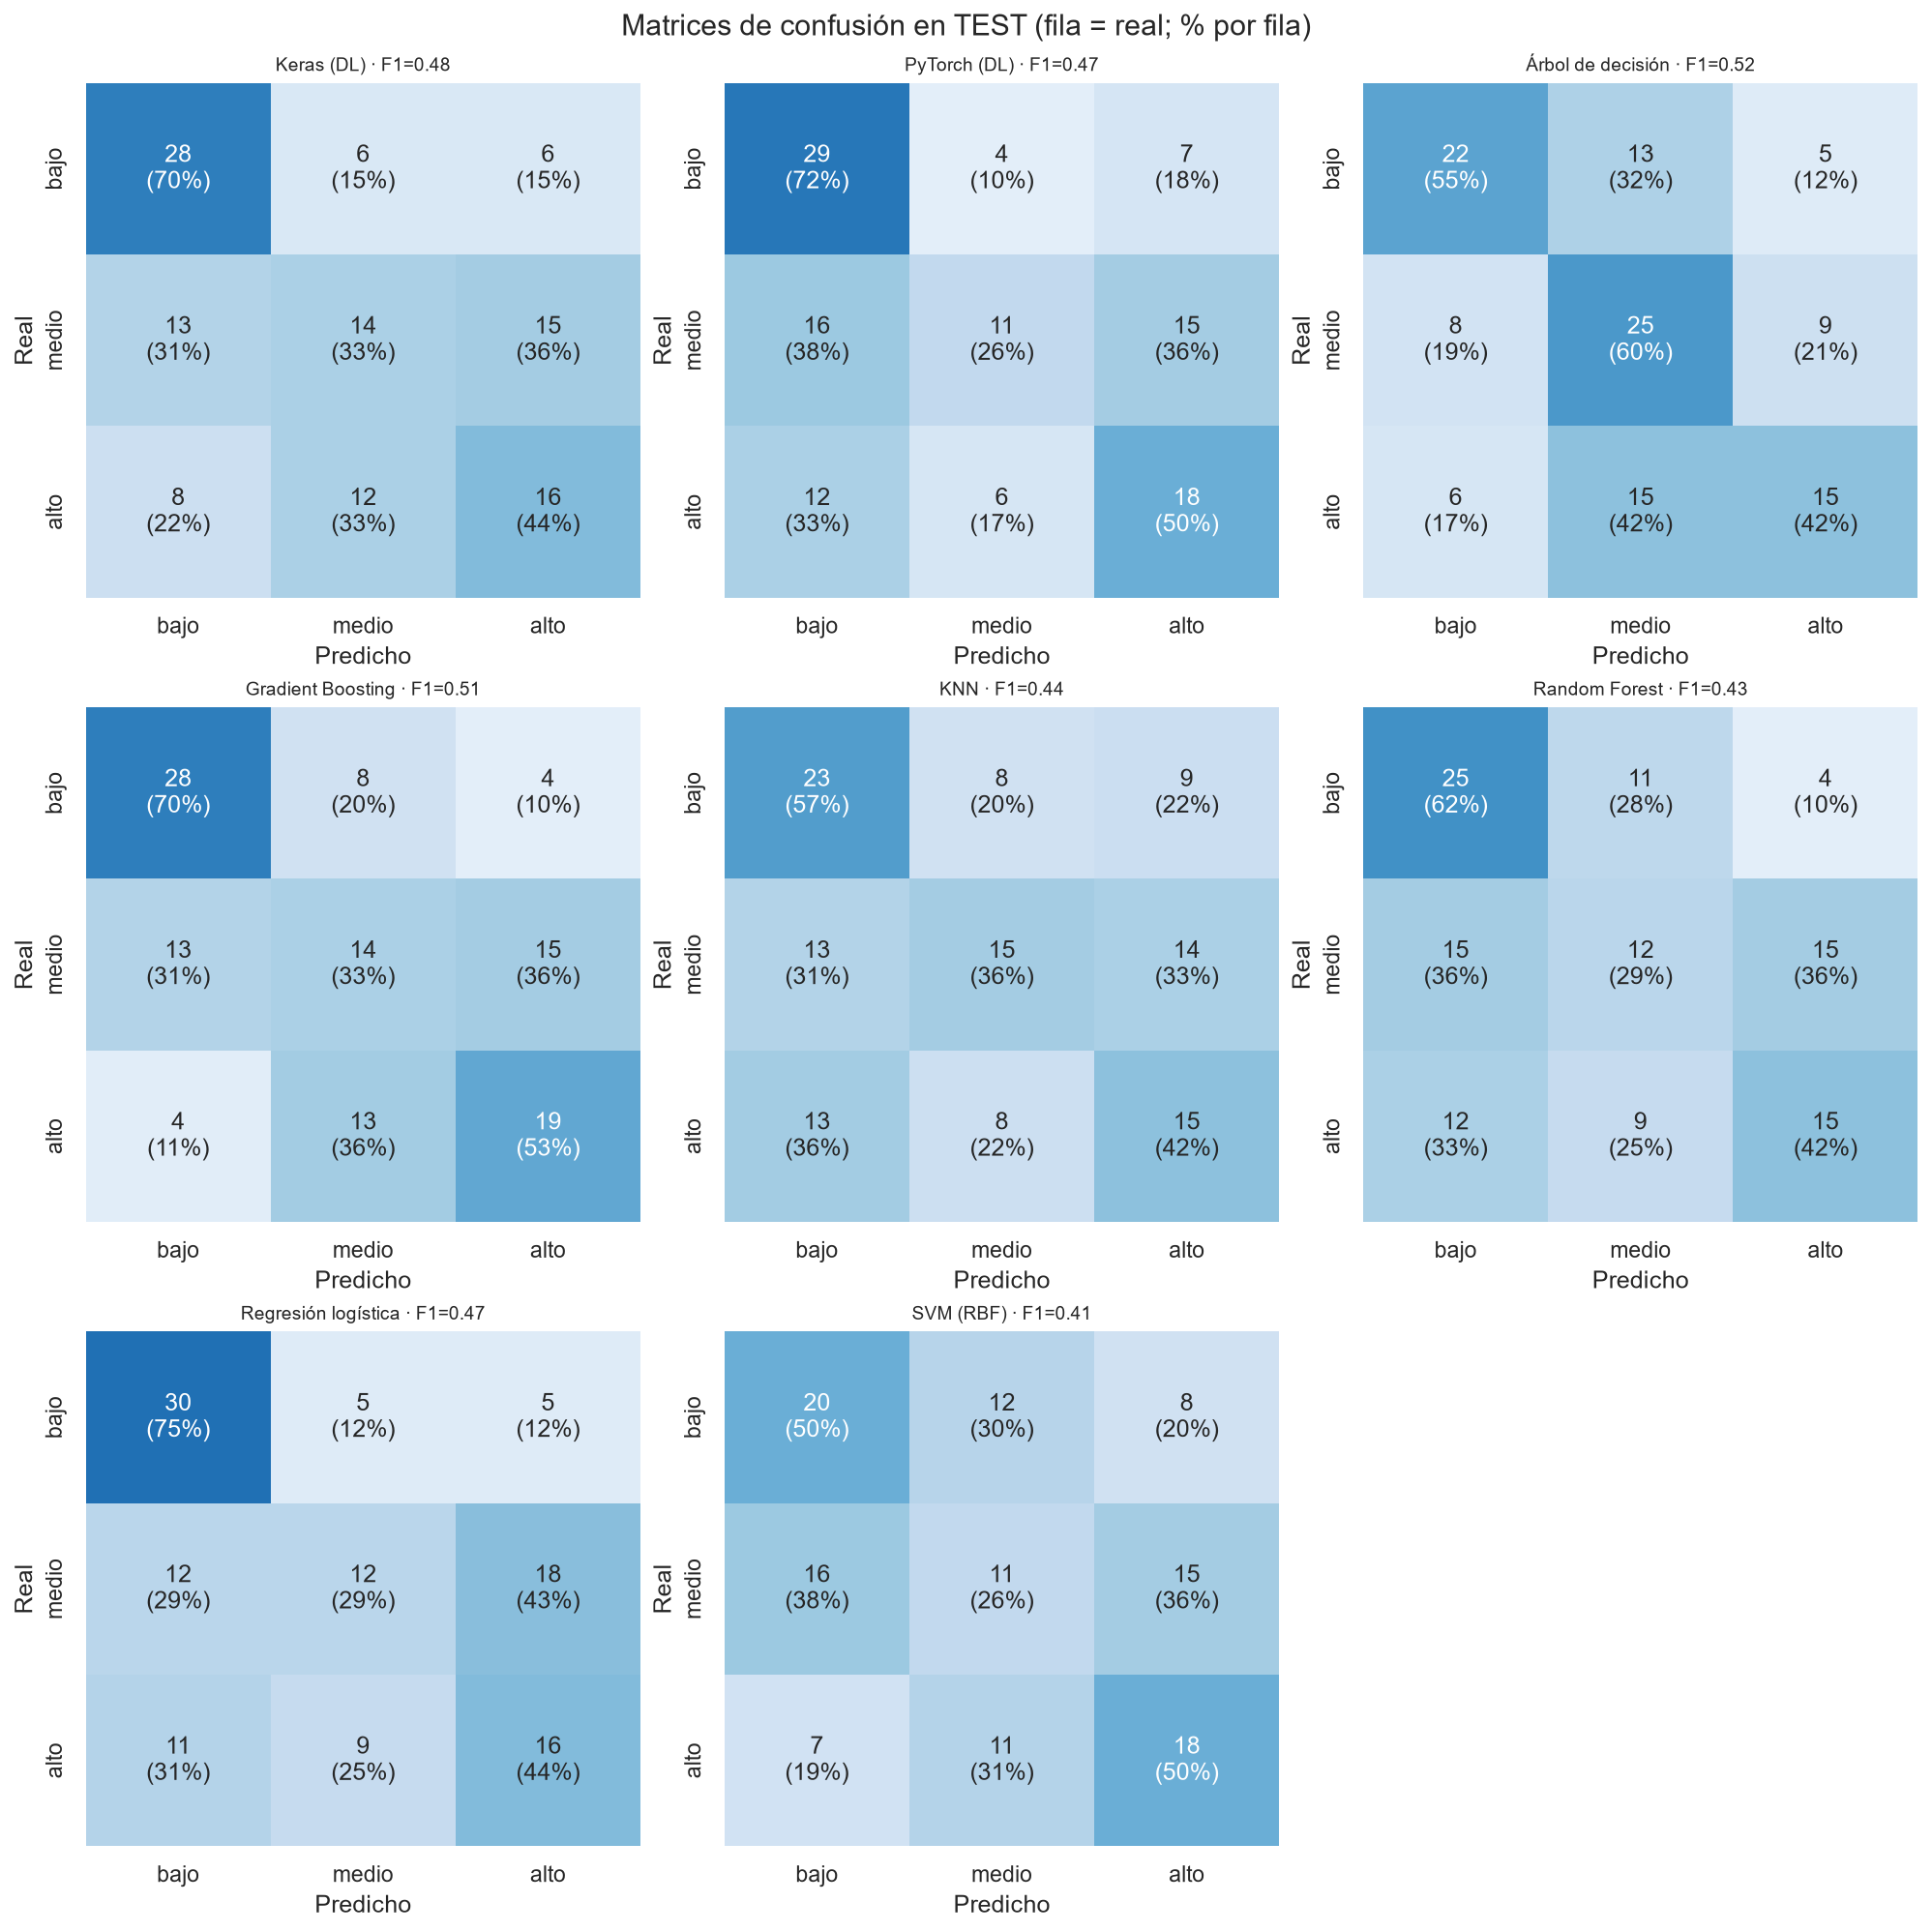 Matrices de confusión en TEST (fila = real; % por fila)
Keras (DL) · F1=0.48
bajo
28 6 6
(70%) (15%) (15%)
Real
medio
13 14 15
(31%) (33%) (36%)
alto
8 12 16
(22%) (33%) (44%)
bajo medio alto
Predicho
PyTorch (DL) · F1=0.47
bajo
29 4 7
(72%) (10%) (18%)
Real
medio
16 11 15
(38%) (26%) (36%)
alto
12 6 18
(33%) (17%) (50%)
bajo medio alto
Predicho
Árbol de decisión · F1=0.52
bajo
22 13 5
(55%) (32%) (12%)
Real
medio
8 25 9
(19%) (60%) (21%)
alto
6 15 15
(17%) (42%) (42%)
bajo medio alto
Predicho
Gradient Boosting · F1=0.51
bajo
28 8 4
(70%) (20%) (10%)
Real
medio
13 14 15
(31%) (33%) (36%)
alto
4 13 19
(11%) (36%) (53%)
bajo medio alto
Predicho
KNN · F1=0.44
bajo
23 8 9
(57%) (20%) (22%)
Real
medio
13 15 14
(31%) (36%) (33%)
alto
13 8 15
(36%) (22%) (42%)
bajo medio alto
Predicho
Random Forest · F1=0.43
bajo
25 11 4
(62%) (28%) (10%)
Real
medio
15 12 15
(36%) (29%) (36%)
alto
12 9 15
(33%) (25%) (42%)
bajo medio alto
Predicho
Regresión logística · F1=0.47
bajo
30 5 5
(75%) (12%) (12%)
Real
medio
12 12 18
(29%) (29%) (43%)
alto
11 9 16
(31%) (25%) (44%)
bajo medio alto
Predicho
SVM (RBF) · F1=0.41
bajo
20 12 8
(50%) (30%) (20%)
Real
medio
16 11 15
(38%) (26%) (36%)
alto
7 11 18
(19%) (31%) (50%)
bajo medio alto
Predicho